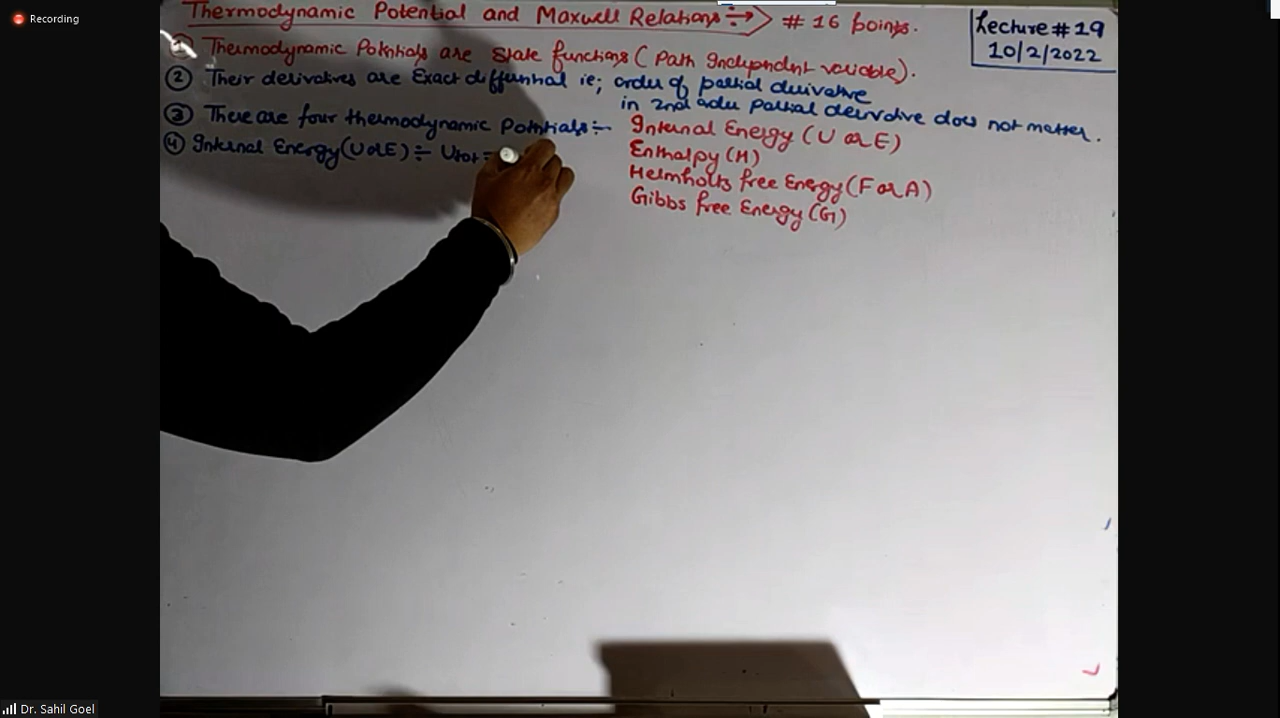 Recording
Thermodynamic Potential and Maxwell Relations ÷→ # 16 points.
Lecture # 19
10/2/2022
① Thermodynamic Potentials are State functions ( Path Independent variable).
② Their derivatives are Exact differential ie; order of partial derivative
in 2nd order partial derivative does not matter.
③ There are four thermodynamic Potentials ÷
Internal Energy (U or E)
Enthalpy (H)
Helmholts free Energy (F or A)
Gibbs free Energy (G)
④ Internal Energy (U or E) ÷ Utot =
Dr. Sahil Goel